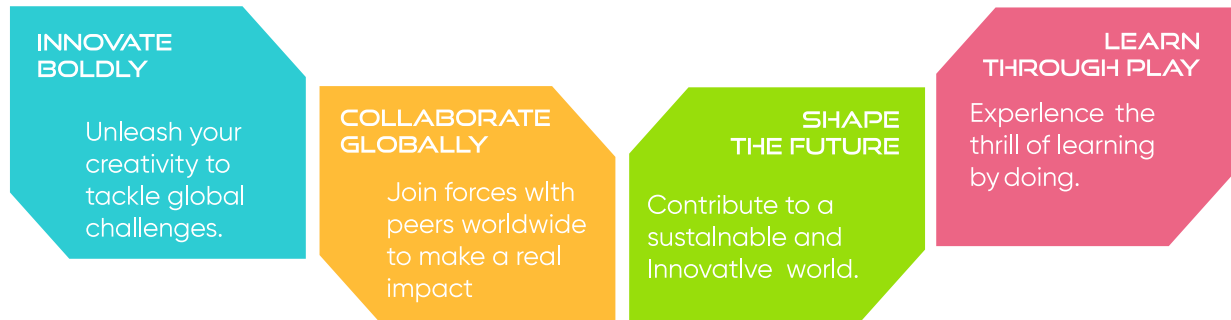 INNOVATE
BOLDLY
Unleash your
creativity to
tackle global
challenges.
COLLABORATE
GLOBALLY
Join forces wlth
peers worldwide
to make a real
impact
SHAPE
THE FUTURE
Contribute to a
sustalnable and
Innovatlve world.
LEARN
THROUGH PLAY
Experience the
thrill of learning
by doing.